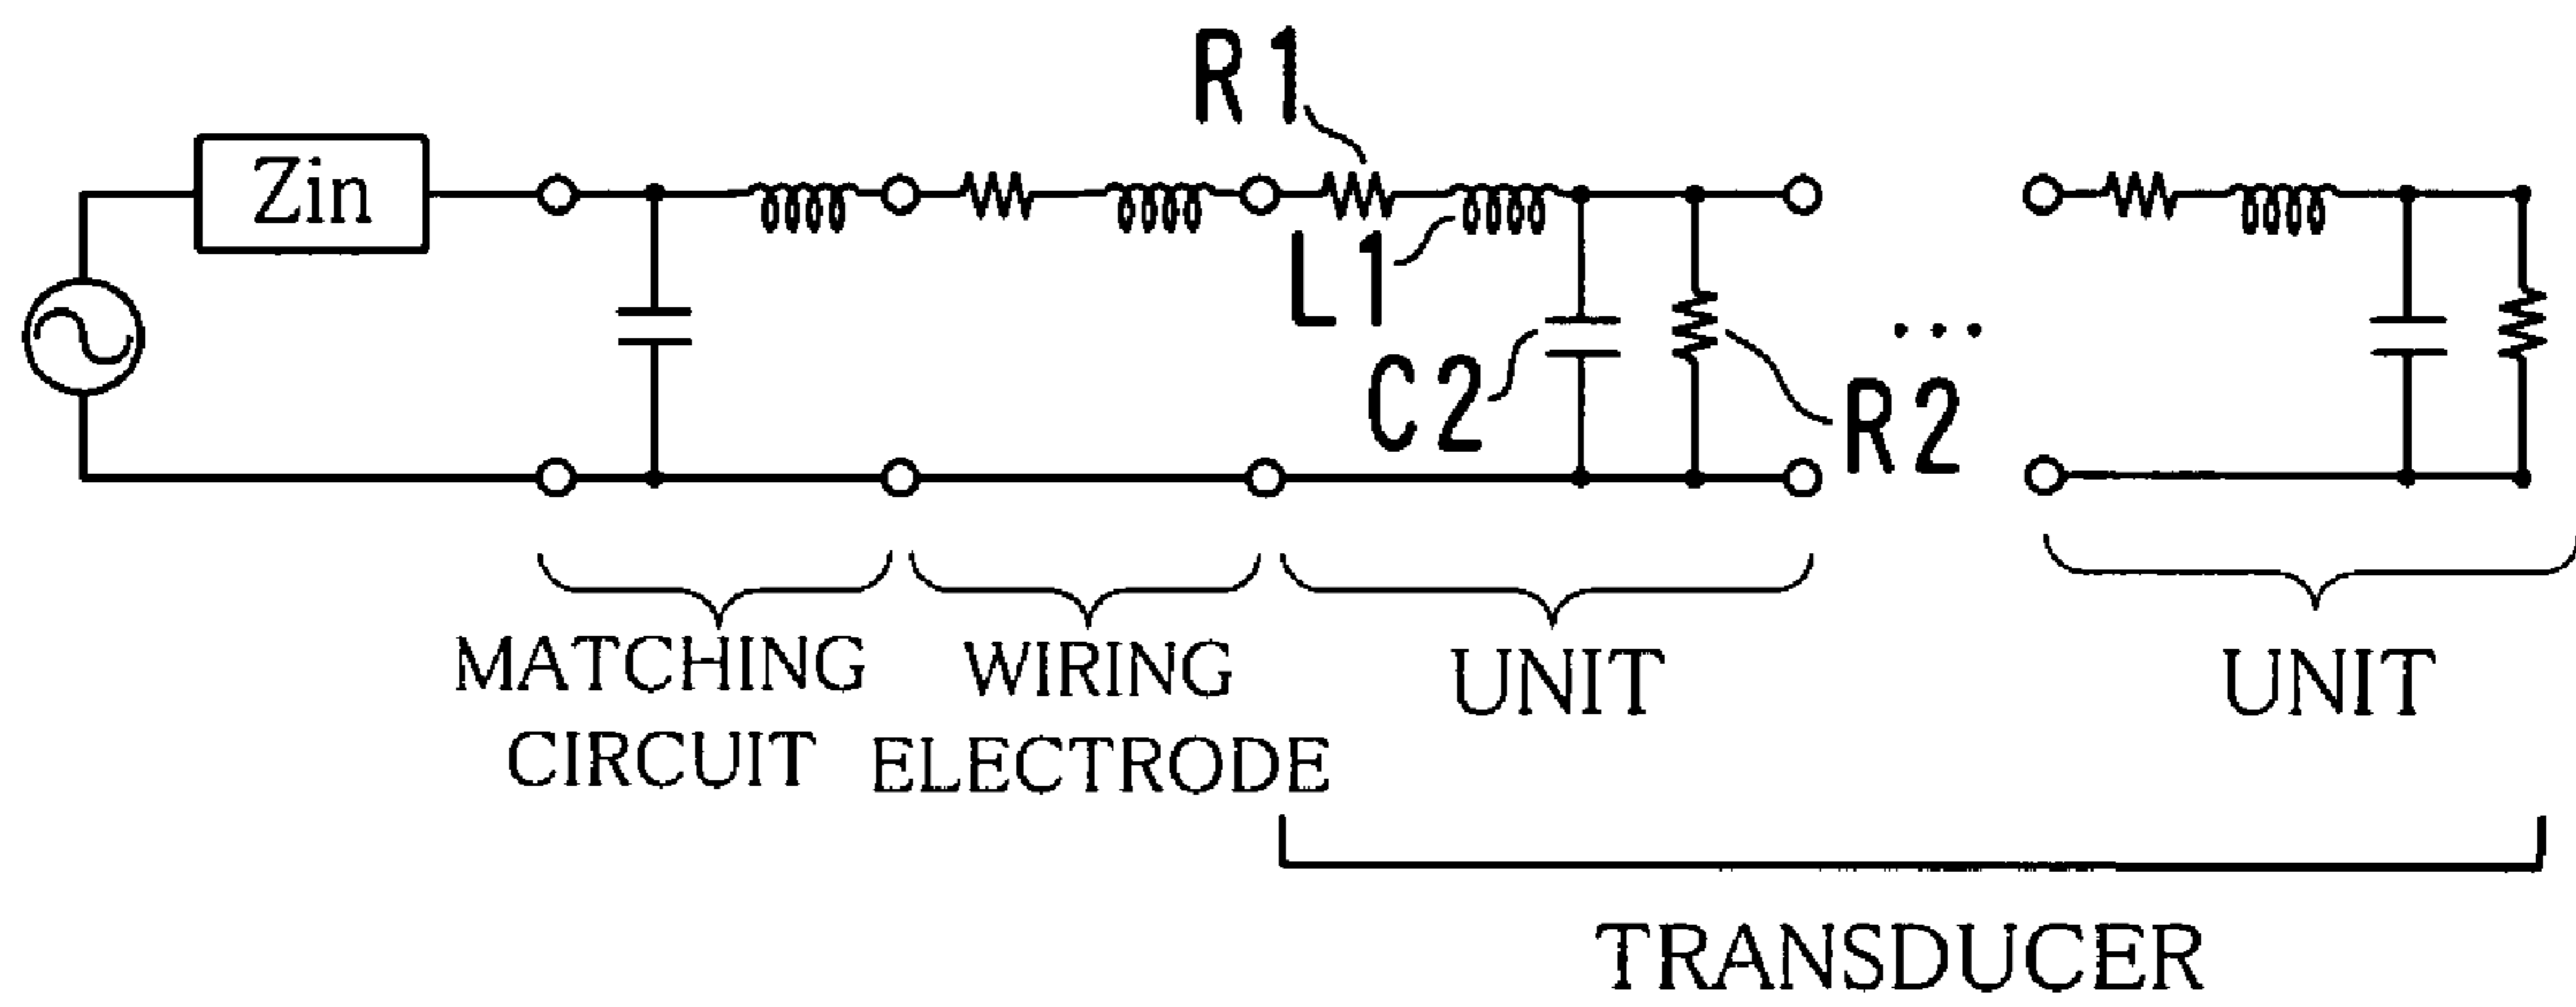 R1
Zin
L1
C2
...
R2
MATCHING
CIRCUIT
WIRING
ELECTRODE
UNIT
UNIT
TRANSDUCER